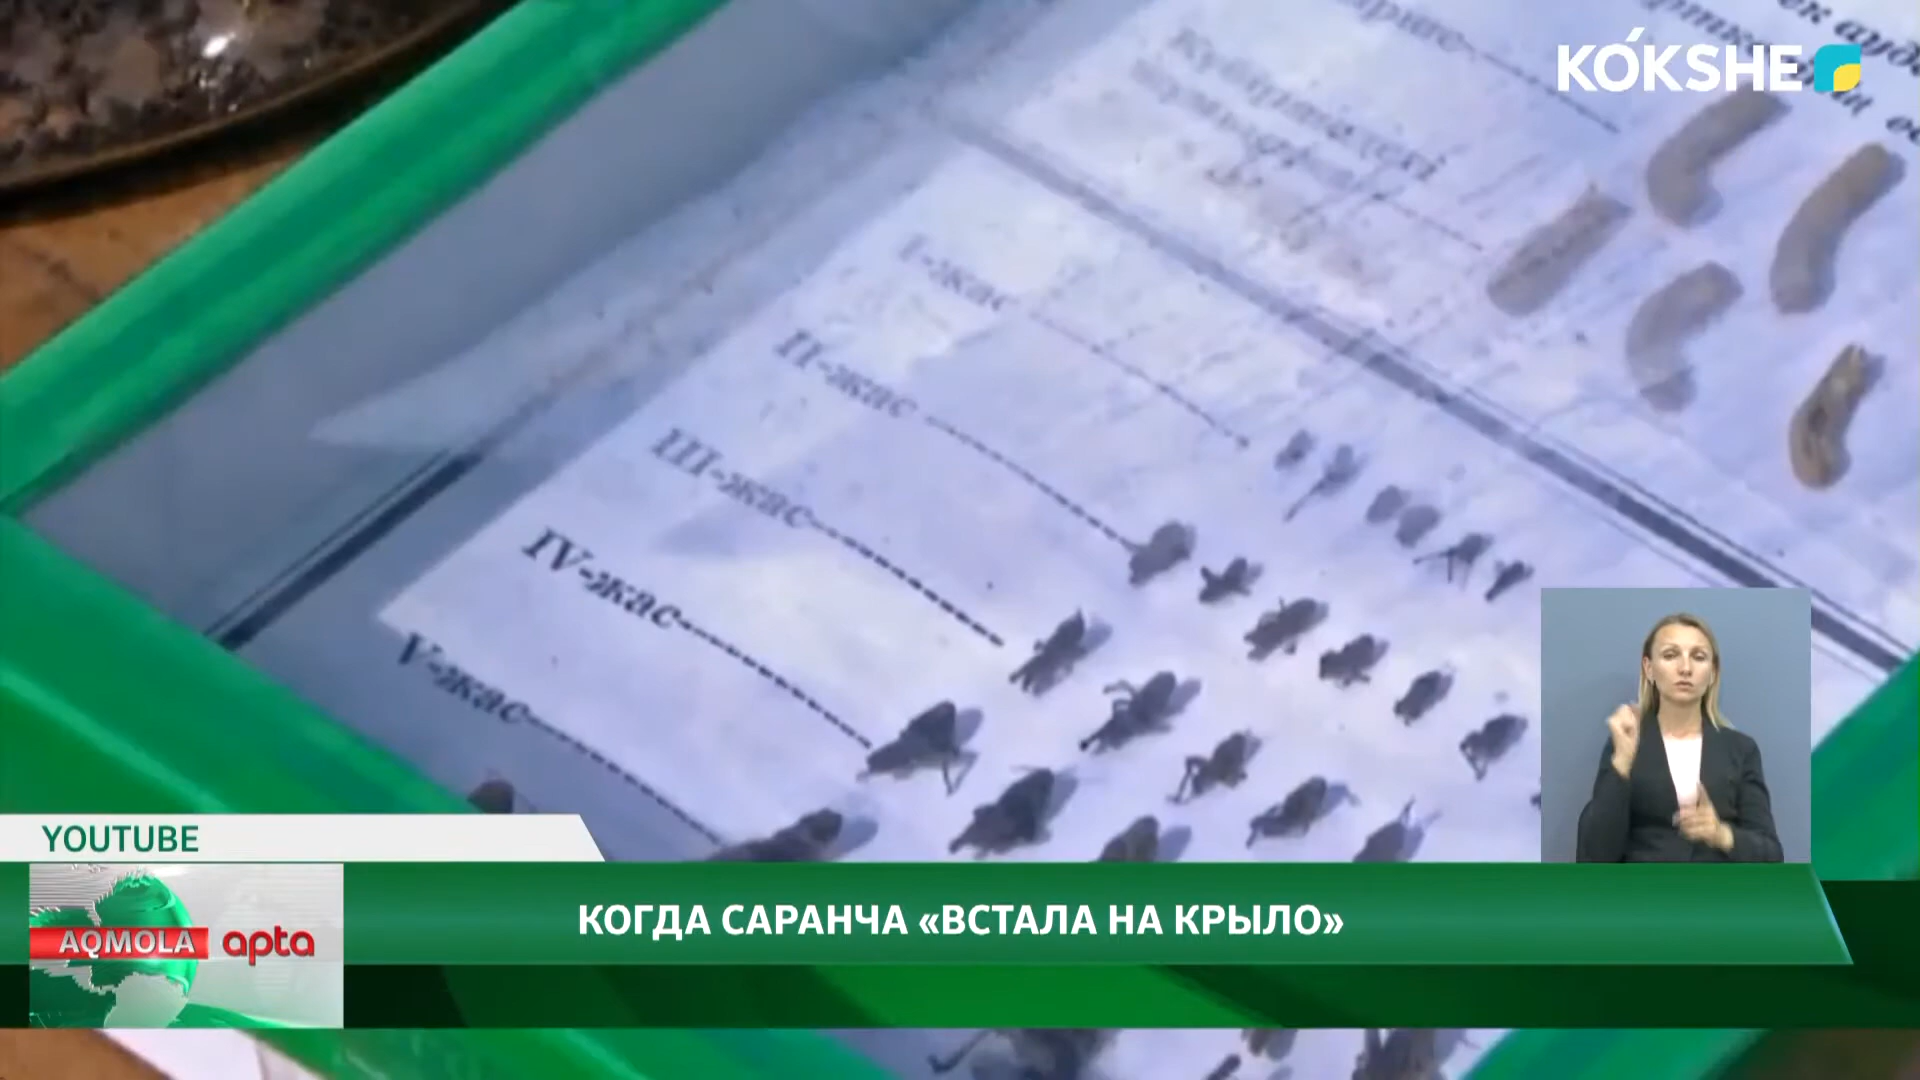 KÓKSHE
I-жас
II-жас
III-жас
IV-жас
V-жас
YOUTUBE
AQMOLA apta
КОГДА САРАНЧА «ВСТАЛА НА КРЫЛО»